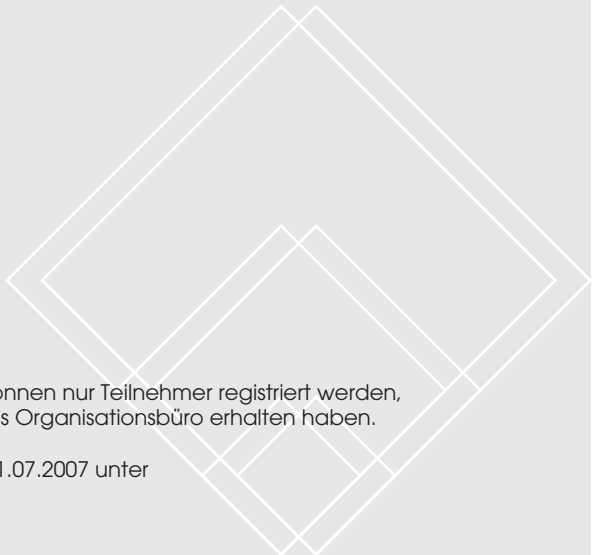 onnen nur Teilnehmer registriert werden,
s Organisationsbüro erhalten haben.
1.07.2007 unter